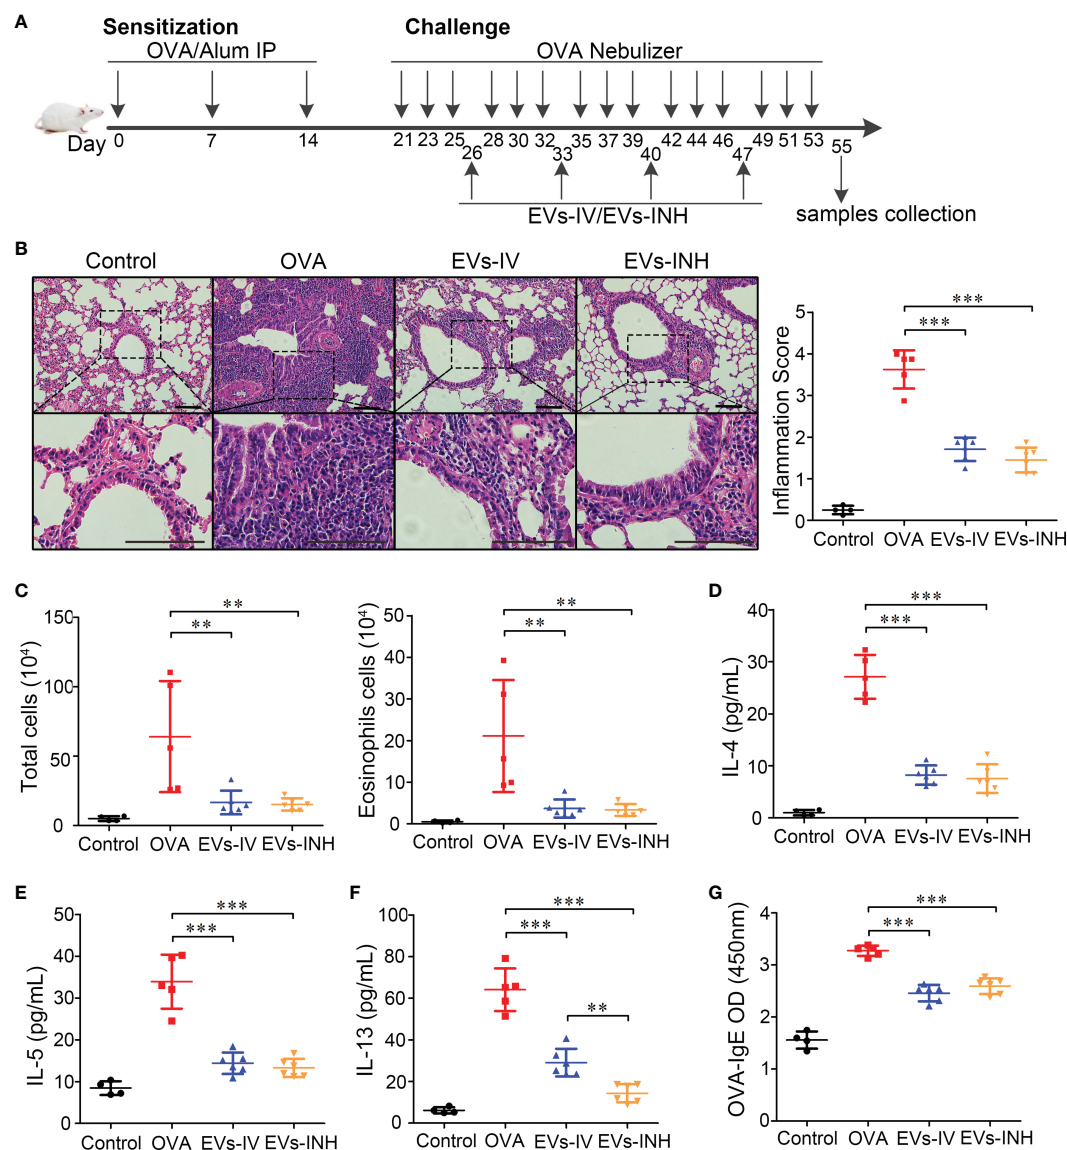 A
Sensitization Challenge
OVA/Alum IP OVA Nebulizer
Day 0 7 14 21 23 25 28 30 32 35 37 39 42 44 46 49 51 53
26 33 40 47 55
EVs-IV/EVs-INH samples collection
B
Control OVA EVs-IV EVs-INH
Inflammation Score
5
4
3
2
1
0
*** 
***
Control OVA EVs-IV EVs-INH
C
Total cells (10⁴)
150
100
50
0
**
**
Control OVA EVs-IV EVs-INH
Eosinophils cells (10⁴)
50
40
30
20
10
0
**
**
Control OVA EVs-IV EVs-INH
D
IL-4 (pg/mL)
40
30
20
10
0
***
***
Control OVA EVs-IV EVs-INH
E
IL-5 (pg/mL)
50
40
30
20
10
0
***
***
Control OVA EVs-IV EVs-INH
F
IL-13 (pg/mL)
100
80
60
40
20
0
***
***
**
Control OVA EVs-IV EVs-INH
G
OVA-IgE OD (450nm)
4
3
2
1
0
***
***
Control OVA EVs-IV EVs-INH